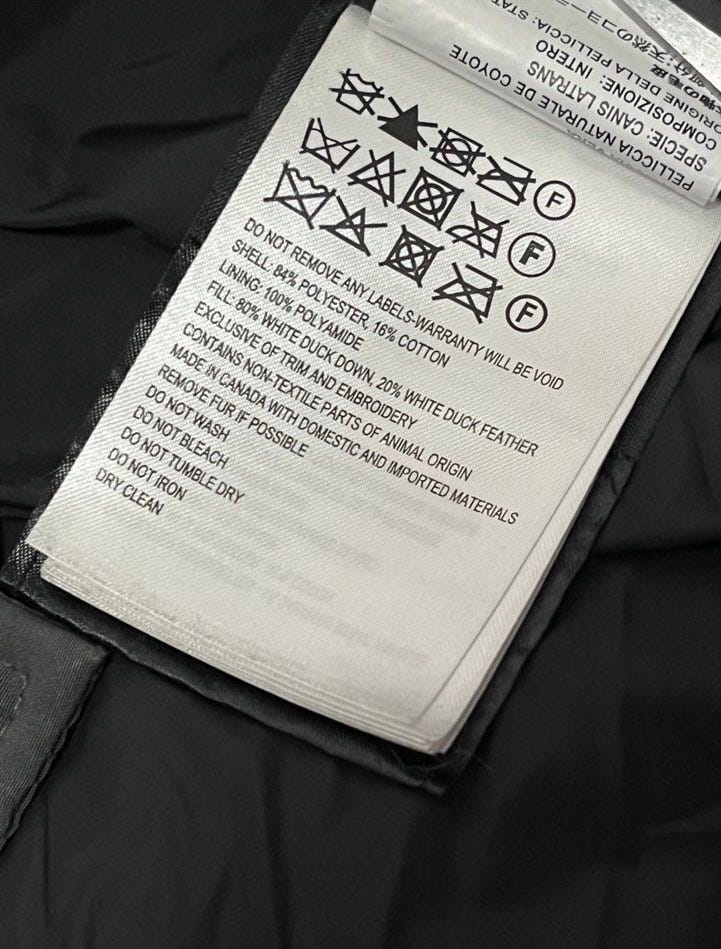 PELLICCIA NATURALE DE COYOTE
SPECIE: CANIS LATRANS
COMPOSIZIONE: INTERO
ORIGINE DELLA PELLICCIA: STAT
F
F
F
DO NOT REMOVE ANY LABELS-WARRANTY WILL BE VOID
SHELL: 84% POLYESTER, 16% COTTON
LINING: 100% POLYAMIDE
FILL: 80% WHITE DUCK DOWN, 20% WHITE DUCK FEATHER
EXCLUSIVE OF TRIM AND EMBROIDERY
CONTAINS NON-TEXTILE PARTS OF ANIMAL ORIGIN
MADE IN CANADA WITH DOMESTIC AND IMPORTED MATERIALS
REMOVE FUR IF POSSIBLE
DO NOT WASH
DO NOT BLEACH
DO NOT TUMBLE DRY
DO NOT IRON
DRY CLEAN